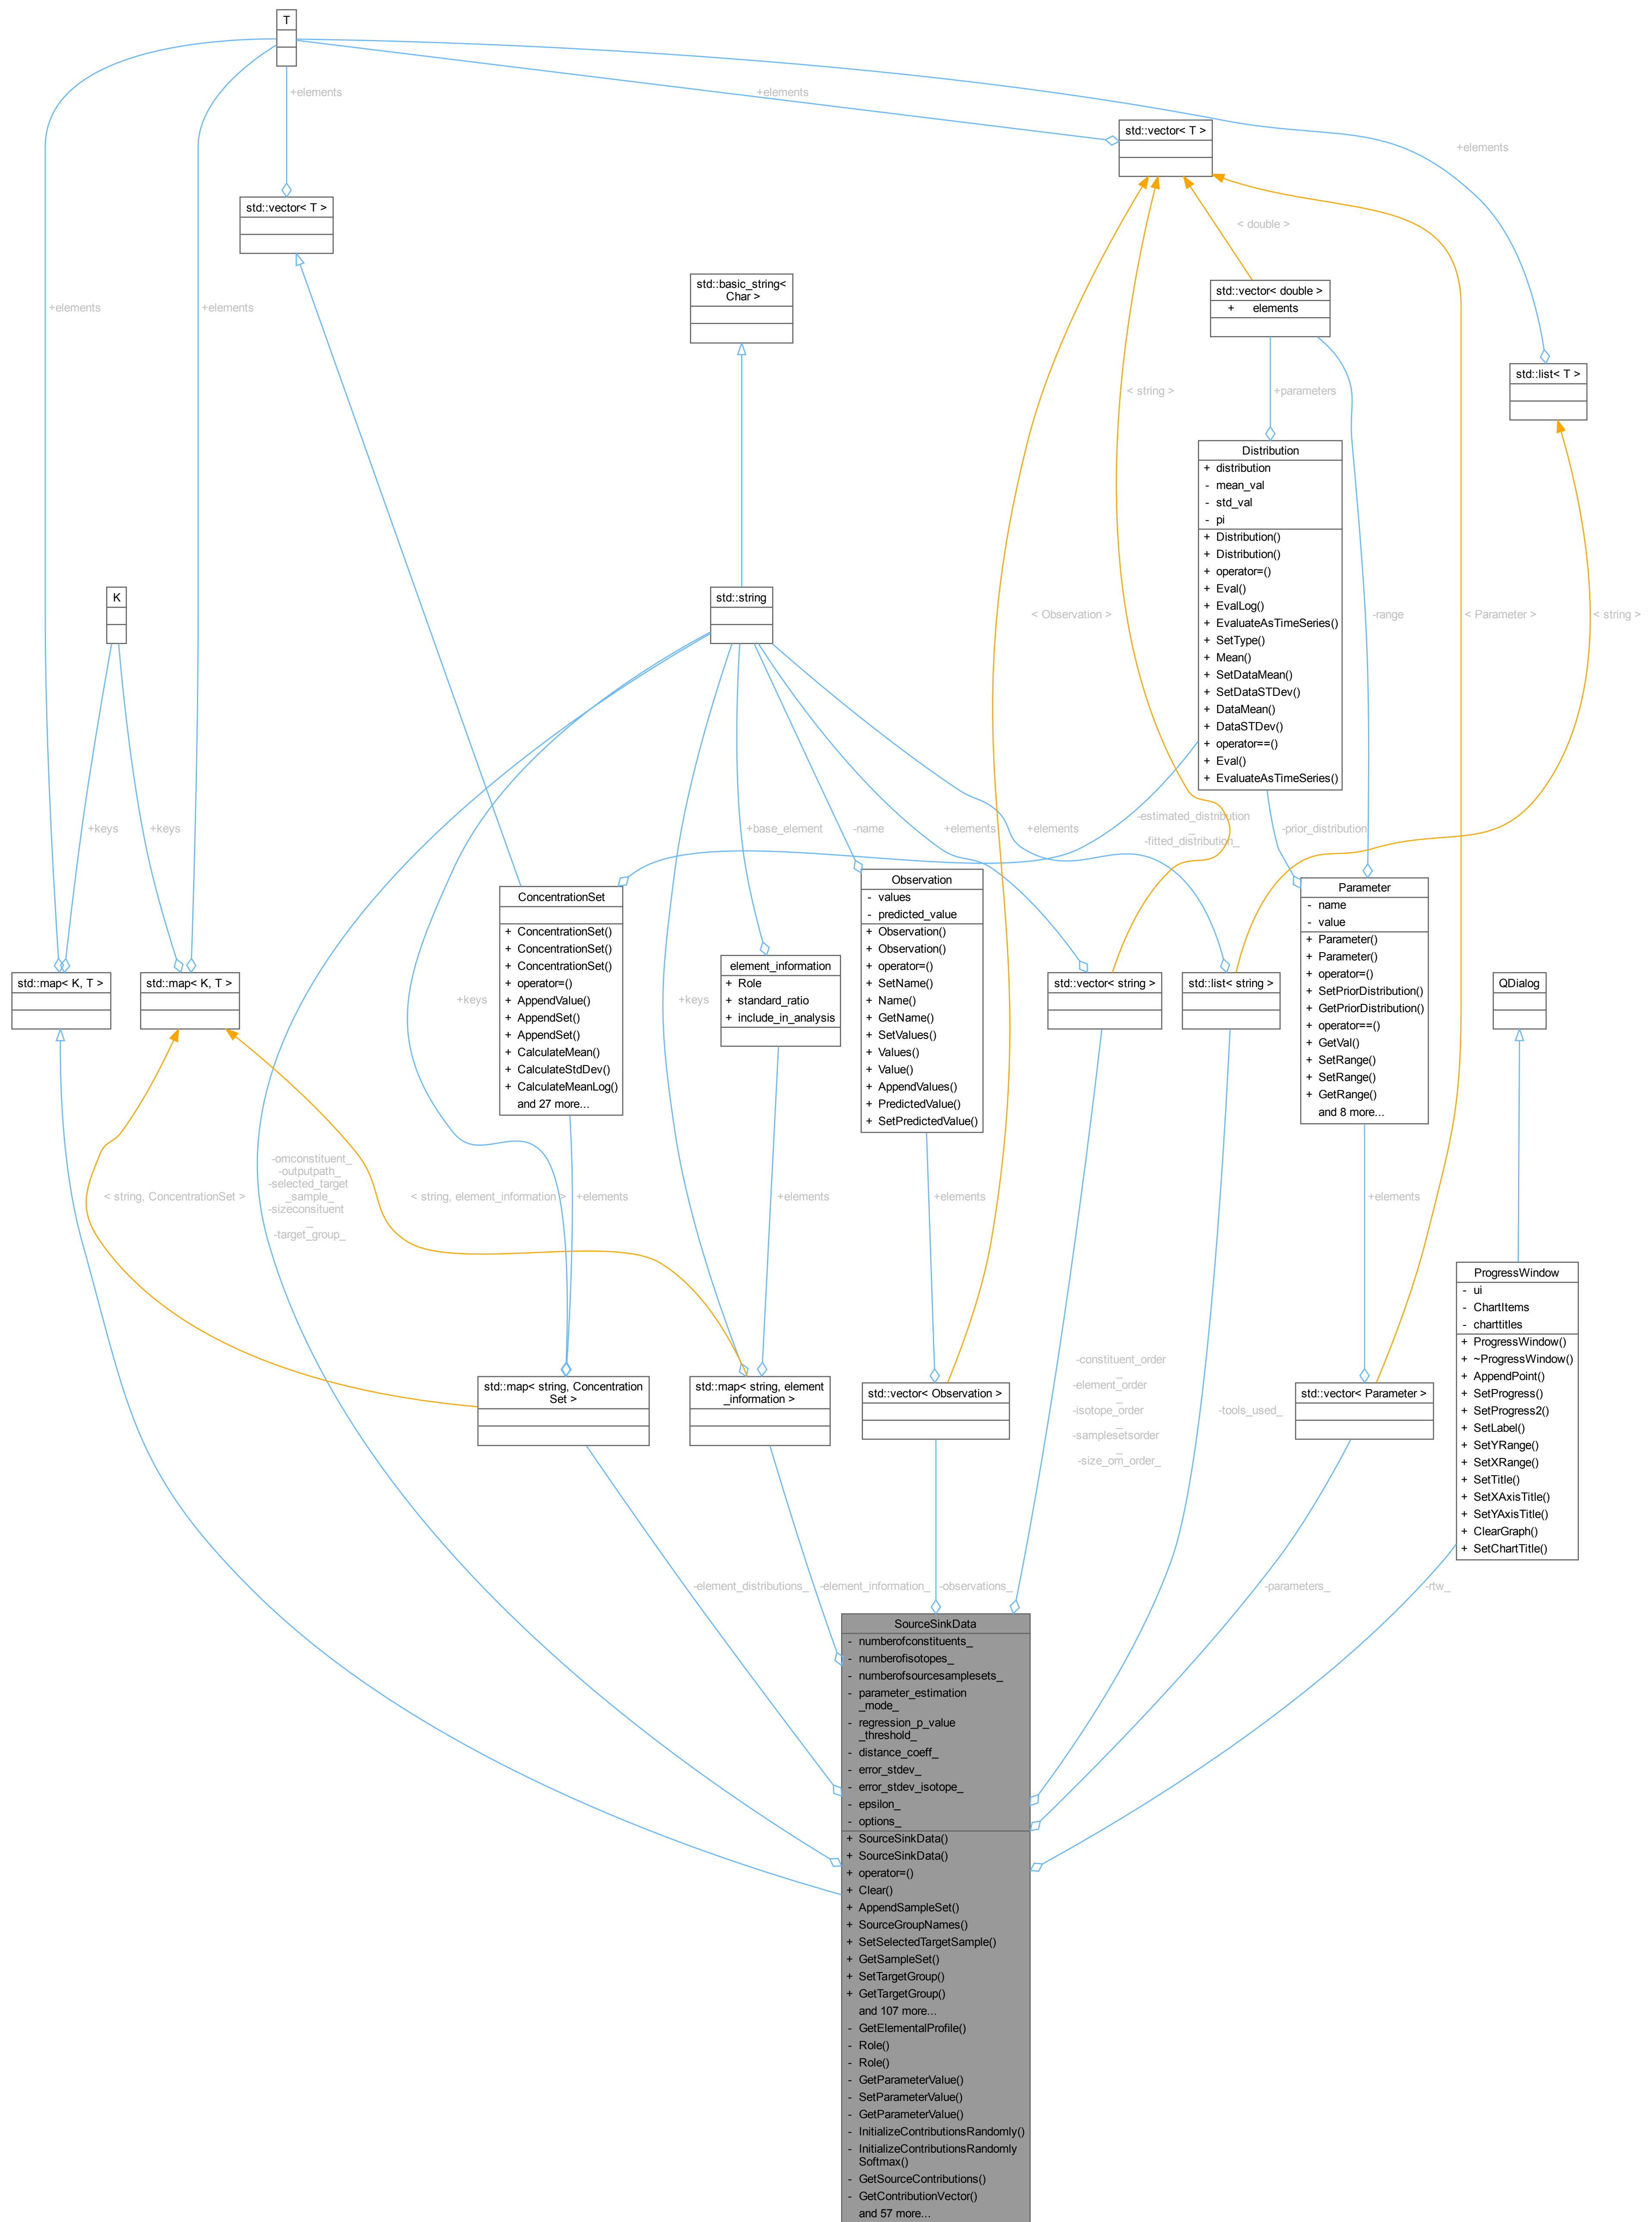 T
+elements
+elements
std::vector< T >
+elements
std::vector< T >
< double >
std::basic_string<
Char >
std::vector< double >
+ elements
+elements
+elements
std::list< T >
< string >
+parameters
Distribution
+ distribution
- mean_val
- std_val
- pi
+ Distribution()
+ Distribution()
+ operator=()
+ Eval()
+ EvalLog()
+ EvaluateAsTimeSeries()
+ SetType()
+ Mean()
+ SetDataMean()
+ SetDataSTDev()
+ DataMean()
+ DataSTDev()
+ operator==()
+ Eval()
+ EvaluateAsTimeSeries()
K
std::string
< Observation >
-range
< Parameter >
< string >
+keys
+keys
+base_element
-name
+elements
+elements
-estimated_distribution
_
-fitted_distribution_
-prior_distribution
ConcentrationSet
+ ConcentrationSet()
+ ConcentrationSet()
+ ConcentrationSet()
+ operator=()
+ AppendValue()
+ AppendSet()
+ AppendSet()
+ CalculateMean()
+ CalculateStdDev()
+ CalculateMeanLog()
and 27 more...
Observation
- values
- predicted_value
+ Observation()
+ Observation()
+ operator=()
+ SetName()
+ Name()
+ GetName()
+ SetValues()
+ Values()
+ Value()
+ AppendValues()
+ PredictedValue()
+ SetPredictedValue()
Parameter
- name
- value
+ Parameter()
+ Parameter()
+ operator=()
+ SetPriorDistribution()
+ GetPriorDistribution()
+ operator==()
+ GetVal()
+ SetRange()
+ SetRange()
+ GetRange()
and 8 more...
std::map< K, T >
std::map< K, T >
+keys
+keys
element_information
+ Role
+ standard_ratio
+ include_in_analysis
std::vector< string >
std::list< string >
QDialog
-omconstituent_
-outputpath_
-selected_target
_sample_
-sizeconsituent
_
-target_group_
< string, ConcentrationSet >
< string, element_information >
+elements
+elements
+elements
+elements
ProgressWindow
- ui
- ChartItems
- charttitles
+ ProgressWindow()
+ ~ProgressWindow()
+ AppendPoint()
+ SetProgress()
+ SetProgress2()
+ SetLabel()
+ SetYRange()
+ SetXRange()
+ SetTitle()
+ SetXAxisTitle()
+ SetYAxisTitle()
+ ClearGraph()
+ SetChartTitle()
std::map< string, Concentration
Set >
std::map< string, element
_information >
std::vector< Observation >
-constituent_order
_
-element_order
_
-isotope_order
_
-samplesetsorder
_
-size_om_order_
-tools_used_
std::vector< Parameter >
-element_distributions_
-element_information_
-observations_
-parameters_
-rtw_
SourceSinkData
- numberofconstituents_
- numberofisotopes_
- numberofsourcesamplesets_
- parameter_estimation
_mode_
- regression_p_value
_threshold_
- distance_coeff_
- error_stdev_
- error_stdev_isotope_
- epsilon_
- options_
+ SourceSinkData()
+ SourceSinkData()
+ operator=()
+ Clear()
+ AppendSampleSet()
+ SourceGroupNames()
+ SetSelectedTargetSample()
+ GetSampleSet()
+ SetTargetGroup()
+ GetTargetGroup()
and 107 more...
- GetElementalProfile()
- Role()
- Role()
- GetParameterValue()
- SetParameterValue()
- GetParameterValue()
- InitializeContributionsRandomly()
- InitializeContributionsRandomly
Softmax()
- GetSourceContributions()
- GetContributionVector()
and 57 more...